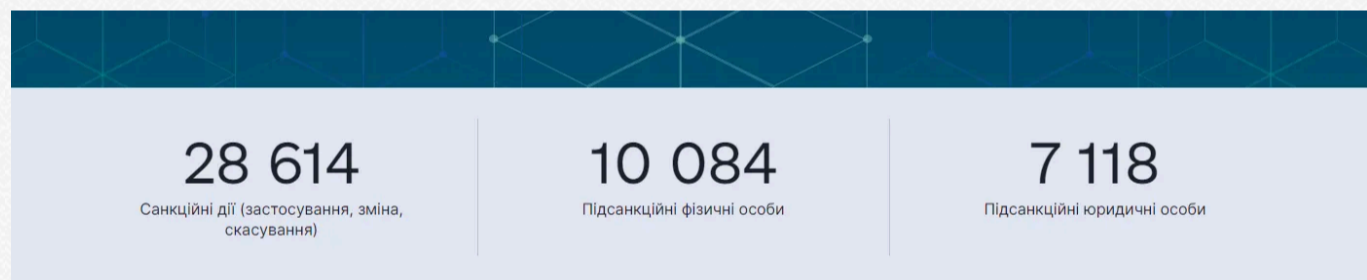 28 614
Санкційні дії (застосування, зміна,
скасування)
10 084
Підсанкційні фізичні особи
7 118
Підсанкційні юридичні особи